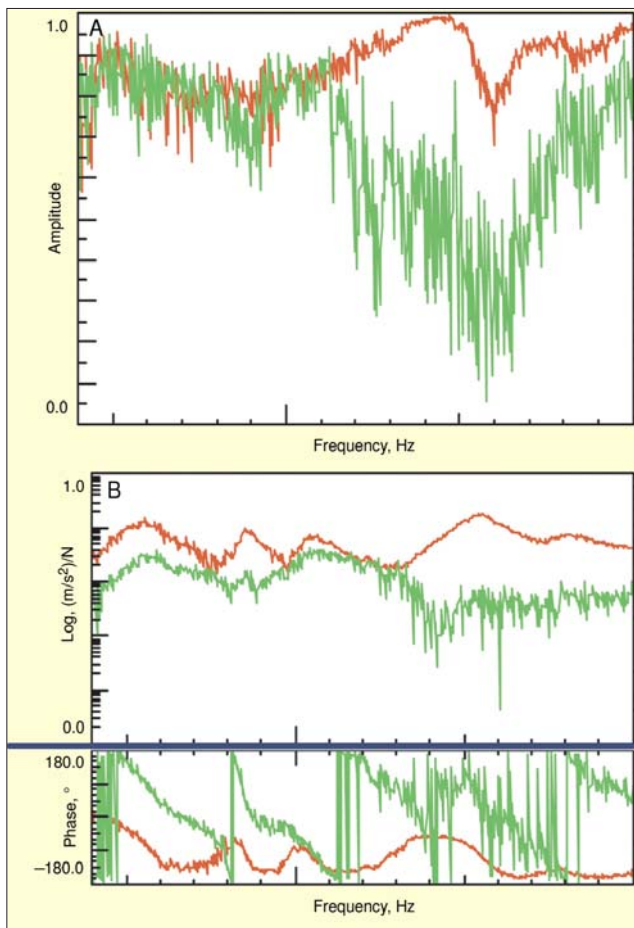 1.0
A
Amplitude
0.0
Frequency, Hz
1.0
B
Log, (m/s²)/N
0.0
180.0
Phase, °
−180.0
Frequency, Hz